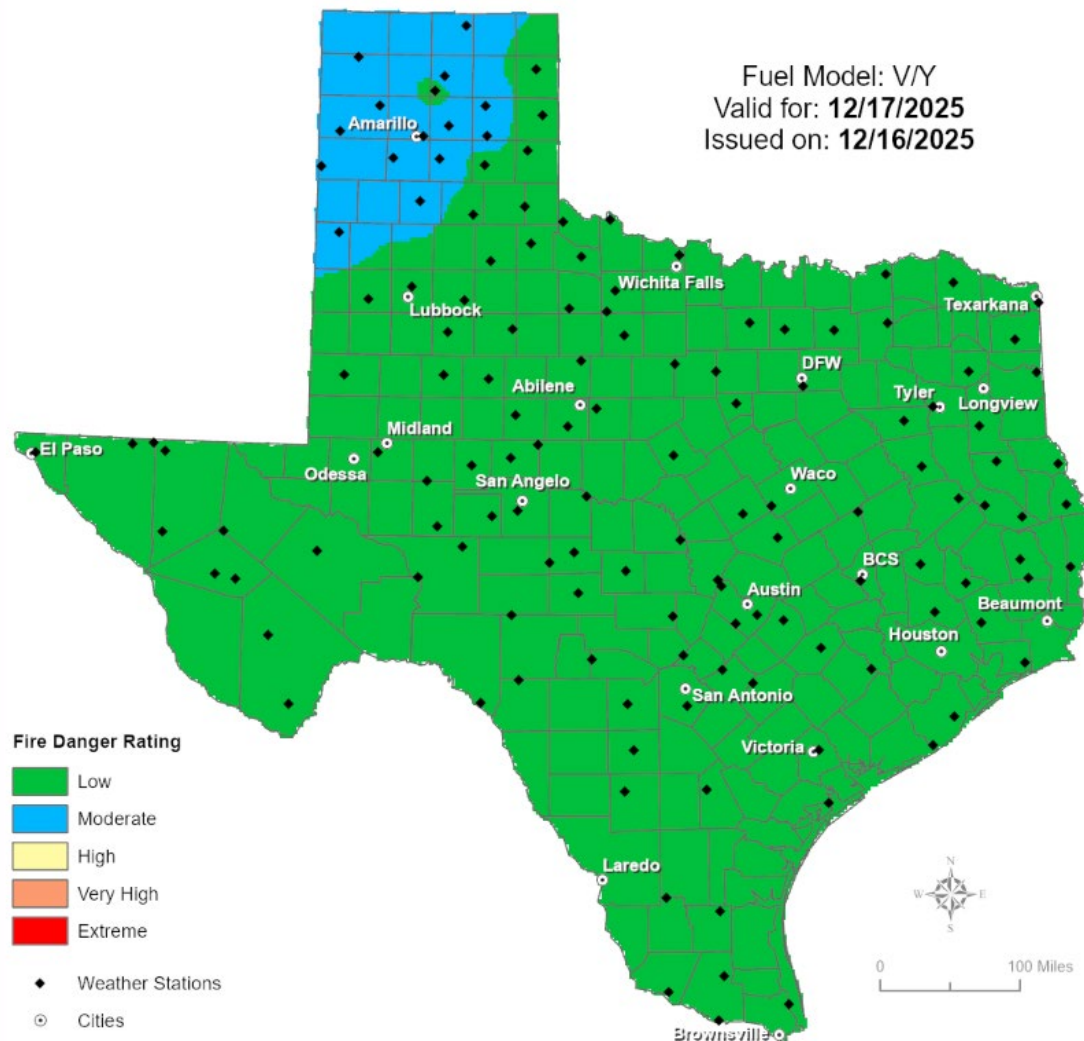 Fuel Model: V/Y
Valid for: 12/17/2025
Issued on: 12/16/2025
Amarillo
Wichita Falls
Lubbock
Texarkana
DFW
Abilene
Tyler
Longview
Midland
El Paso
Odessa
San Angelo
Waco
BCS
Austin
Beaumont
Houston
San Antonio
Victoria
Laredo
Brownsville
Fire Danger Rating
Low
Moderate
High
Very High
Extreme
Weather Stations
Cities
N
W E
S
0 100 Miles